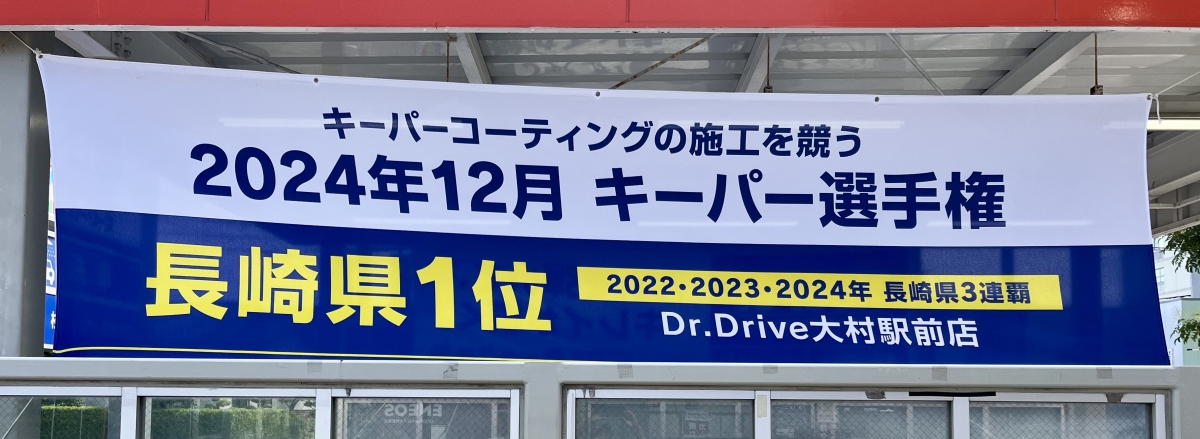 キーパーコーティングの施工を競う
2024年12月 キーパー選手権
長崎県1位
2022・2023・2024年 長崎県3連覇
Dr.Drive大村駅前店
ENEOS